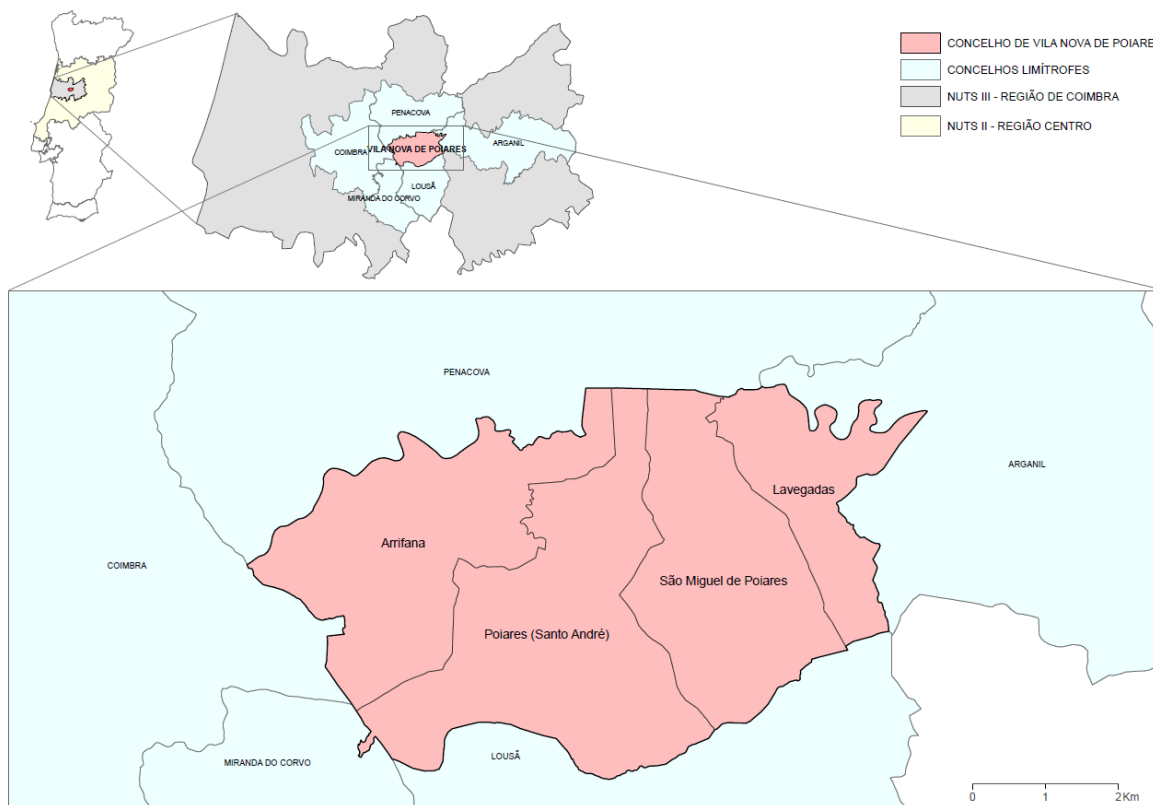 CONCELHO DE VILA NOVA DE POIARE
CONCELHOS LIMÍTROFES
NUTS III - REGIÃO DE COIMBRA
NUTS II - REGIÃO CENTRO
PENACOVA
COIMBRA
VILA NOVA DE POIARES
ARGANIL
LOUSÃ
MIRANDA DO CORVO
PENACOVA
ARGANIL
Lavegadas
Arrifana
COIMBRA
São Miguel de Poiares
Poiares (Santo André)
LOUSÃ
MIRANDA DO CORVO
0 1 2 Km